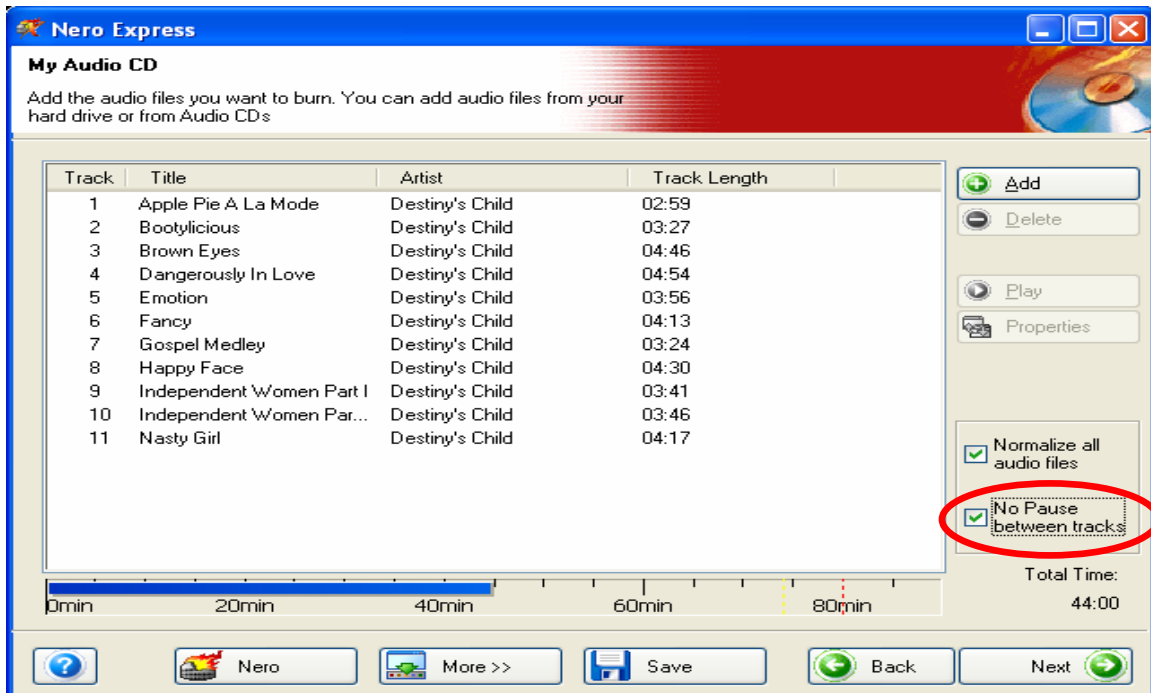 Nero Express
My Audio CD
Add the audio files you want to burn. You can add audio files from your
hard drive or from Audio CDs
Track Title Artist Track Length
1 Apple Pie A La Mode Destiny's Child 02:59
2 Bootylicious Destiny's Child 03:27
3 Brown Eyes Destiny's Child 04:46
4 Dangerously In Love Destiny's Child 04:54
5 Emotion Destiny's Child 03:56
6 Fancy Destiny's Child 04:13
7 Gospel Medley Destiny's Child 03:24
8 Happy Face Destiny's Child 04:30
9 Independent Women Part I Destiny's Child 03:41
10 Independent Women Par... Destiny's Child 03:46
11 Nasty Girl Destiny's Child 04:17
Add
Delete
Play
Properties
Normalize all
audio files
No Pause
between tracks
Total Time:
44:00
0min 20min 40min 60min 80min
? Nero More >> Save Back Next